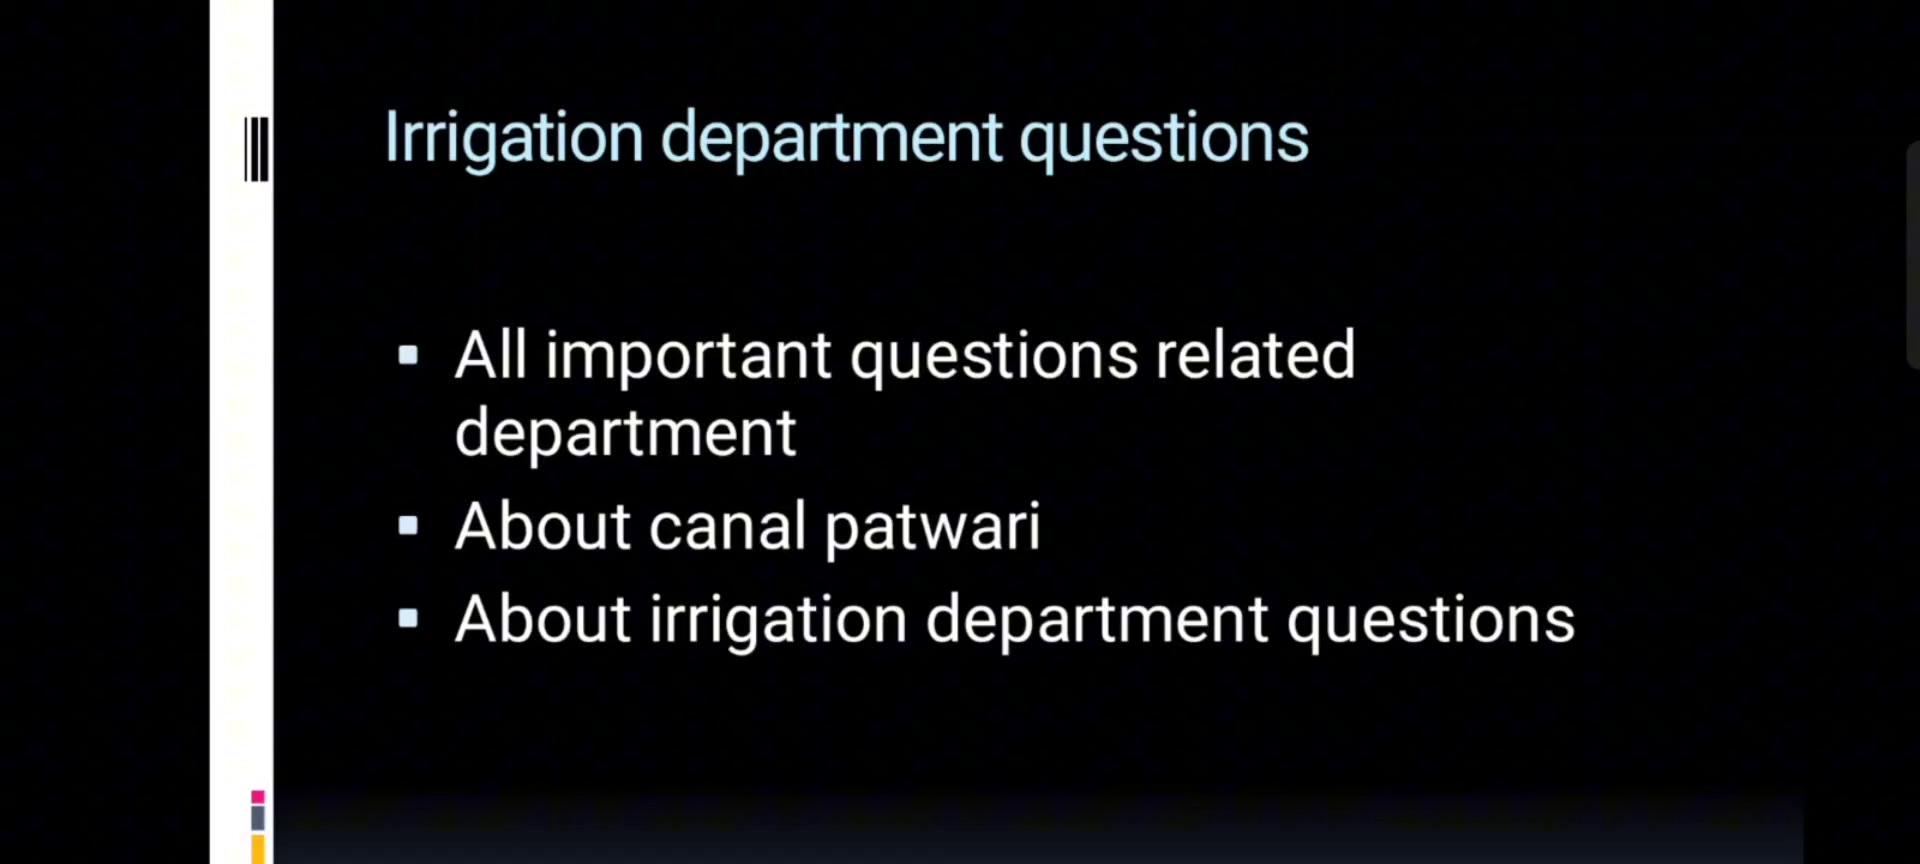 Irrigation department questions
All important questions related
department
About canal patwari
About irrigation department questions